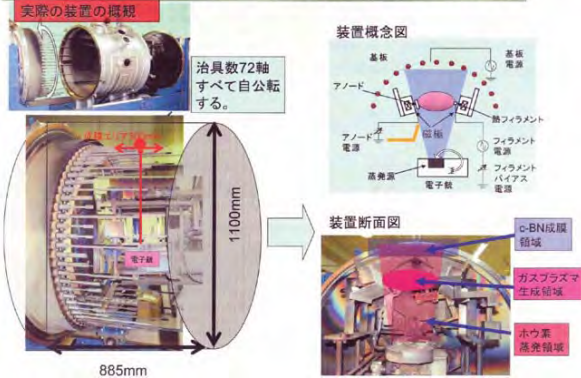 実際の装置の概観
治具数72軸
すべて自公転
する。
電子銃
1100mm
885mm
装置概念図
基板
基板
電源
アノード
熱フィラメント
磁極
アノード
電源
フィラメント
電源
蒸発源
電子銃
フィラメント
バイアス
電源
装置断面図
c-BN成膜
領域
ガスプラズマ
生成領域
ホウ素
蒸発領域